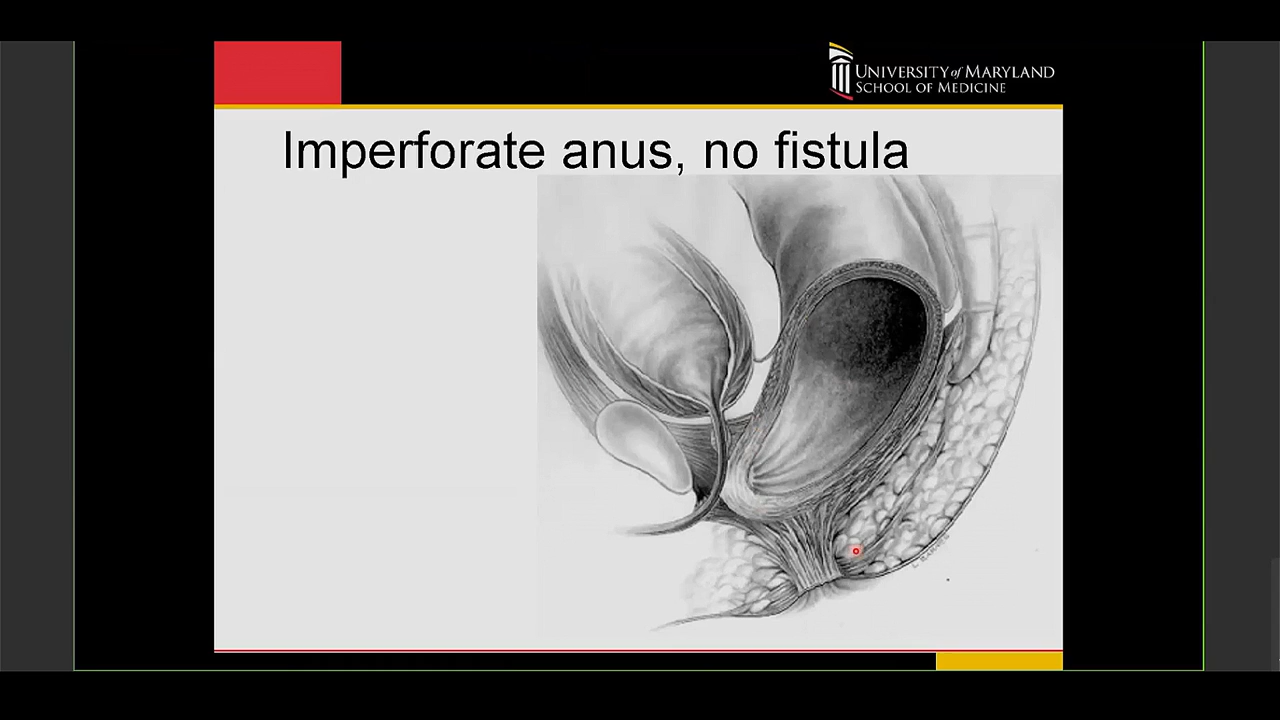 UNIVERSITY of MARYLAND
SCHOOL OF MEDICINE
Imperforate anus, no fistula